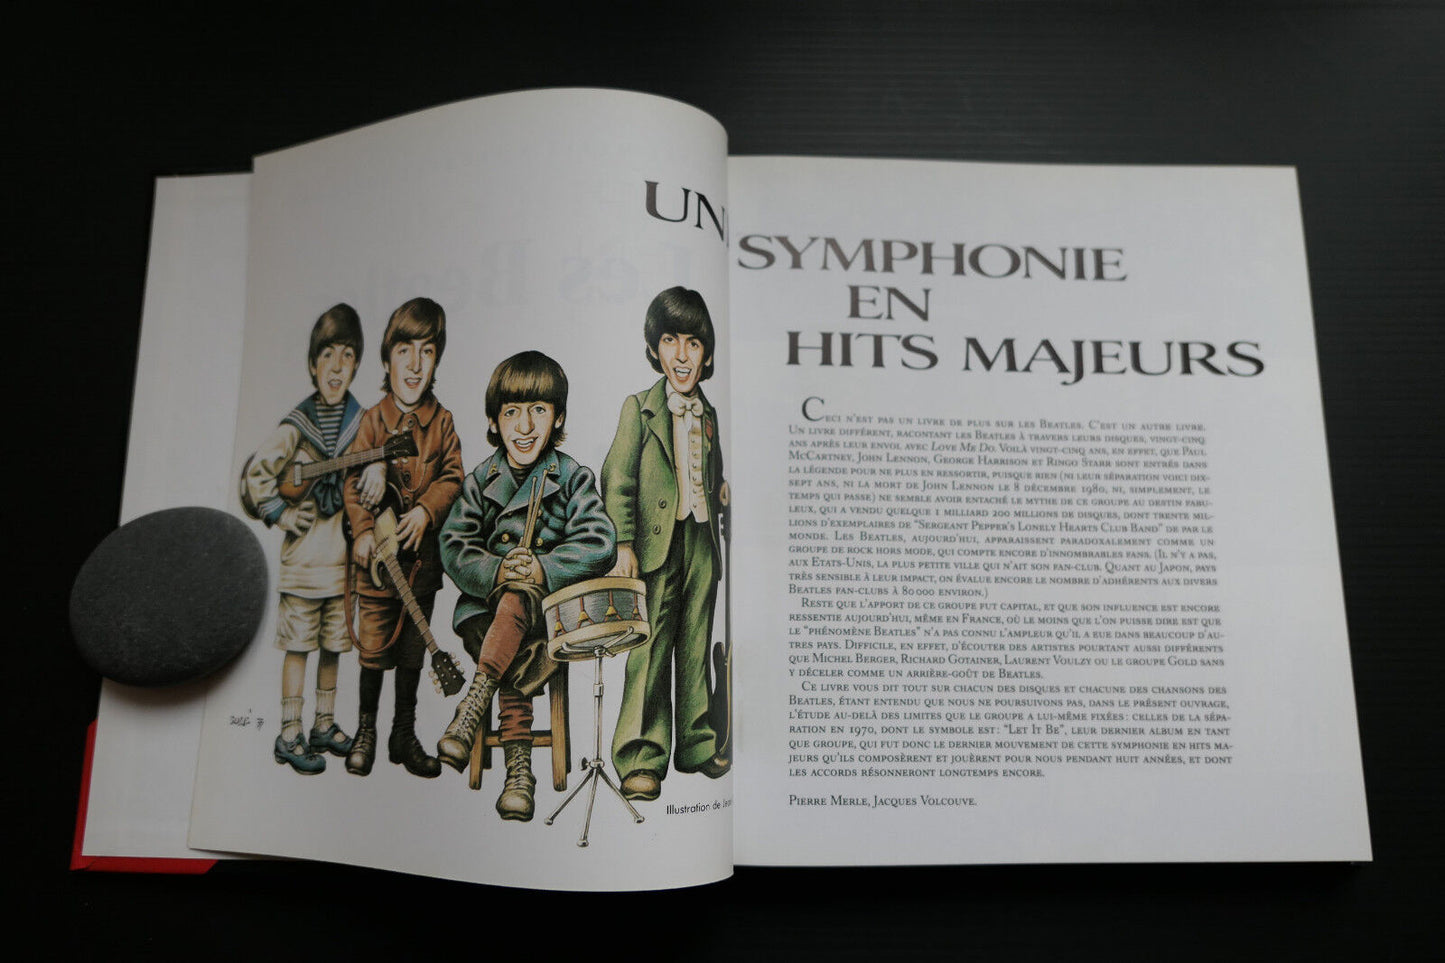 UN
SYMPHONIE
EN
HITS MAJEURS
CECI N'EST PAS UN LIVRE DE PLUS SUR LES BEATLES. C'EST UN AUTRE LIVRE.
UN LIVRE DIFFÉRENT, RACONTANT LES BEATLES À TRAVERS LEURS DISQUES, VINGT-CINQ
ANS APRÈS LEUR ENVOL AVEC LOVE ME DO. VOILÀ VINGT-CINQ ANS, EN EFFET, QUE PAUL
MCCARTNEY, JOHN LENNON, GEORGE HARRISON ET RINGO STARR SONT ENTRÉS DANS
LA LÉGENDE POUR NE PLUS EN RESSORTIR, PUISQUE RIEN (NI LEUR SÉPARATION VOICI DIX-
SEPT ANS, NI LA MORT DE JOHN LENNON LE 8 DÉCEMBRE 1980, NI, SIMPLEMENT, LE
TEMPS QUI PASSE) NE SEMBLE AVOIR ENTACHÉ LE MYTHE DE CE GROUPE AU DESTIN FABU-
LEUX, QUI A VENDU QUELQUE 1 MILLIARD 200 MILLIONS DE DISQUES, DONT TRENTE MIL-
LIONS D'EXEMPLAIRES DE "SERGEANT PEPPER'S LONELY HEARTS CLUB BAND" DE PAR LE
MONDE. LES BEATLES, AUJOURD'HUI, APPARAISSENT PARADOXALEMENT COMME UN
GROUPE DE ROCK HORS MODE, QUI COMPTE ENCORE D'INNOMBRABLES FANS. (IL N'Y A PAS,
AUX ETATS-UNIS, LA PLUS PETITE VILLE QUI N'AIT SON FAN-CLUB. QUANT AU JAPON, PAYS
TRÈS SENSIBLE À LEUR IMPACT, ON ÉVALUE ENCORE LE NOMBRE D'ADHÉRENTS AUX DIVERS
BEATLES FAN-CLUBS À 80 000 ENVIRON.)
RESTE QUE L'APPORT DE CE GROUPE FUT CAPITAL, ET QUE SON INFLUENCE EST ENCORE
RESSENTIE AUJOURD'HUI, MÊME EN FRANCE, OÙ LE MOINS QUE L'ON PUISSE DIRE EST QUE
LE "PHÉNOMÈNE BEATLES" N'A PAS CONNU L'AMPLEUR QU'IL A EUE DANS BEAUCOUP D'AU-
TRES PAYS. DIFFICILE, EN EFFET, D'ÉCOUTER DES ARTISTES POURTANT AUSSI DIFFÉRENTS
QUE MICHEL BERGER, RICHARD GOTAINER, LAURENT VOULZY OU LE GROUPE GOLD SANS
Y DÉCELER COMME UN ARRIÈRE-GOÛT DE BEATLES.
CE LIVRE VOUS DIT TOUT SUR CHACUN DES DISQUES ET CHACUNE DES CHANSONS DES
BEATLES, ÉTANT ENTENDU QUE NOUS NE POURSUIVONS PAS, DANS LE PRÉSENT OUVRAGE,
L'ÉTUDE AU-DELÀ DES LIMITES QUE LE GROUPE A LUI-MÊME FIXÉES : CELLES DE LA SÉPA-
RATION EN 1970, DONT LE SYMBOLE EST : "LET IT BE", LEUR DERNIER ALBUM EN TANT
QUE GROUPE, QUI FUT DONC LE DERNIER MOUVEMENT DE CETTE SYMPHONIE EN HITS MA-
JEURS QU'ILS COMPOSÈRENT ET JOUÈRENT POUR NOUS PENDANT HUIT ANNÉES, ET DONT
LES ACCORDS RÉSONNERONT LONGTEMPS ENCORE.
PIERRE MERLE, JACQUES VOLCOUVE.
Illustration de